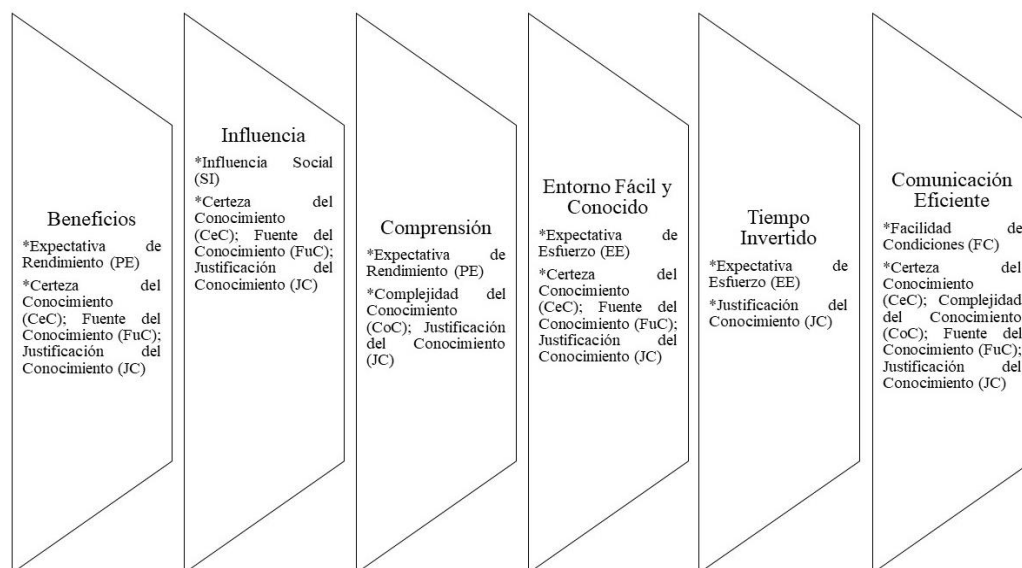 Beneficios
*Expectativa de
Rendimiento (PE)
*Certeza del
Conocimiento
(CeC); Fuente del
Conocimiento (FuC);
Justificación del
Conocimiento (JC)
Influencia
*Influencia Social
(SI)
*Certeza del
Conocimiento
(CeC); Fuente del
Conocimiento (FuC);
Justificación del
Conocimiento (JC)
Comprensión
*Expectativa de
Rendimiento (PE)
*Complejidad del
Conocimiento
(CoC); Justificación
del Conocimiento
(JC)
Entorno Fácil y
Conocido
*Expectativa de
Esfuerzo (EE)
*Certeza del
Conocimiento
(CeC); Fuente del
Conocimiento (FuC);
Justificación del
Conocimiento (JC)
Tiempo
Invertido
*Expectativa de
Esfuerzo (EE)
*Justificación del
Conocimiento (JC)
Comunicación
Eficiente
*Facilidad de
Condiciones (FC)
*Certeza del
Conocimiento
(CeC); Complejidad
del Conocimiento
(CoC); Fuente del
Conocimiento (FuC);
Justificación del
Conocimiento (JC)